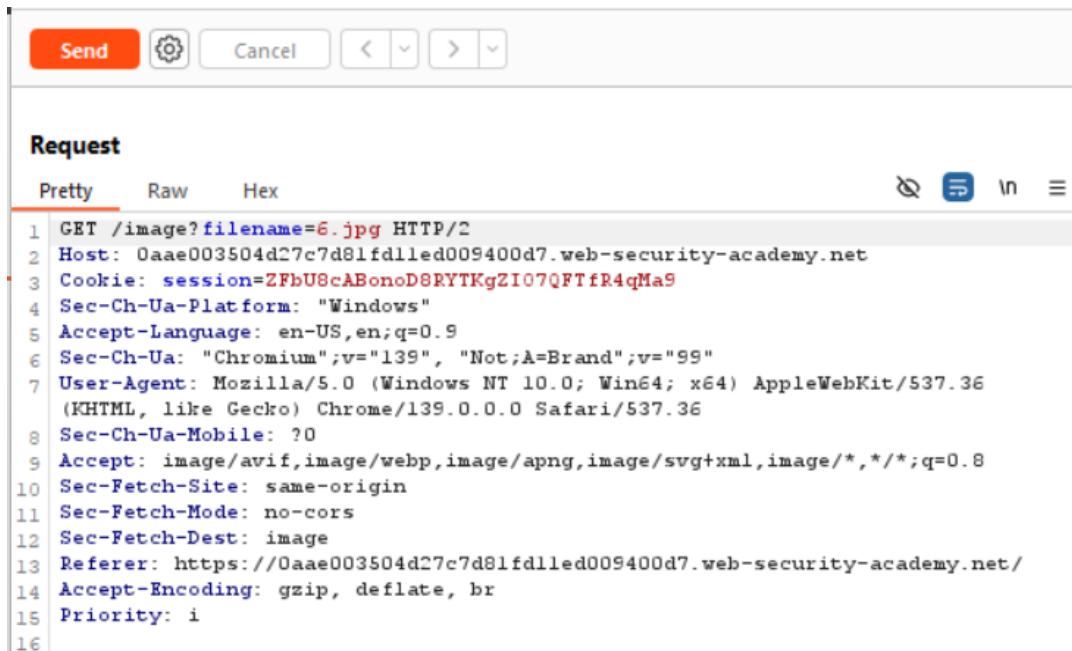 Send Cancel < >
Request
Pretty Raw Hex \n
1 GET /image?filename=6.jpg HTTP/2
2 Host: 0aae003504d27c7d81fd11ed009400d7.web-security-academy.net
3 Cookie: session=ZFbU8cABonoD8RYTKgZI07QFTfR4qMa9
4 Sec-Ch-Ua-Platform: "Windows"
5 Accept-Language: en-US,en;q=0.9
6 Sec-Ch-Ua: "Chromium";v="139", "Not;A=Brand";v="99"
7 User-Agent: Mozilla/5.0 (Windows NT 10.0; Win64; x64) AppleWebKit/537.36
(KHTML, like Gecko) Chrome/139.0.0.0 Safari/537.36
8 Sec-Ch-Ua-Mobile: ?0
9 Accept: image/avif,image/webp,image/apng,image/svg+xml,image/*,*/*;q=0.8
10 Sec-Fetch-Site: same-origin
11 Sec-Fetch-Mode: no-cors
12 Sec-Fetch-Dest: image
13 Referer: https://0aae003504d27c7d81fd11ed009400d7.web-security-academy.net/
14 Accept-Encoding: gzip, deflate, br
15 Priority: i
16